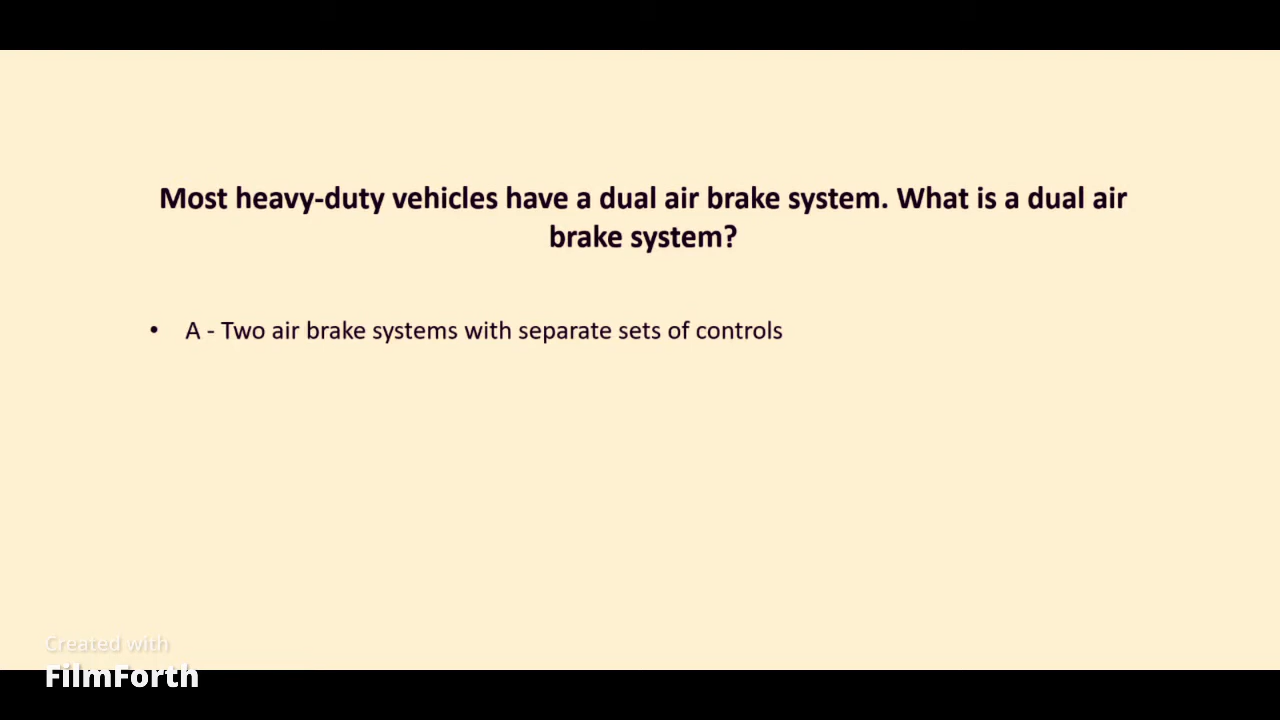 Most heavy-duty vehicles have a dual air brake system. What is a dual air
brake system?
• A - Two air brake systems with separate sets of controls
Created with
FilmForth